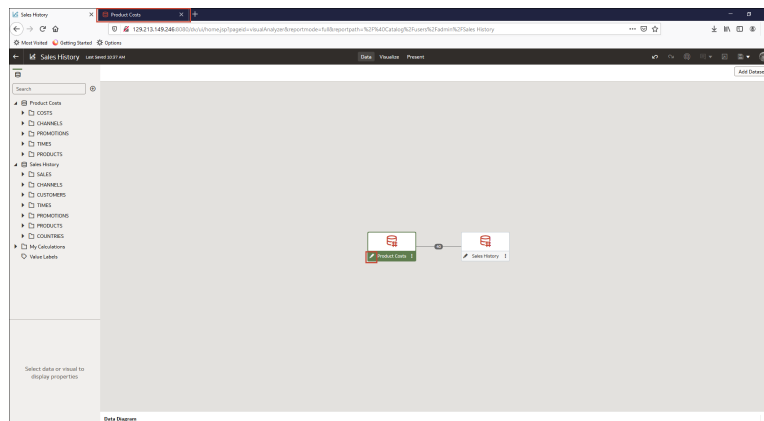 Sales History
Product Costs
129.213.149.246:8080/dv/ui/home.jsp?pageid=visualAnalyzer&reportmode=full&reportpath=%2F%40Catalog%2Fusers%2Fadmin%2FSales History
Most Visited Getting Started Options
Sales History Last Saved 10:37 AM
Data Visualize Present
Add Datase
Search
Product Costs
COSTS
CHANNELS
PROMOTIONS
TIMES
PRODUCTS
Sales History
SALES
CHANNELS
CUSTOMERS
TIMES
PROMOTIONS
PRODUCTS
COUNTRIES
My Calculations
Value Labels
Product Costs
Sales History
Select data or visual to
display properties
Data Diagram